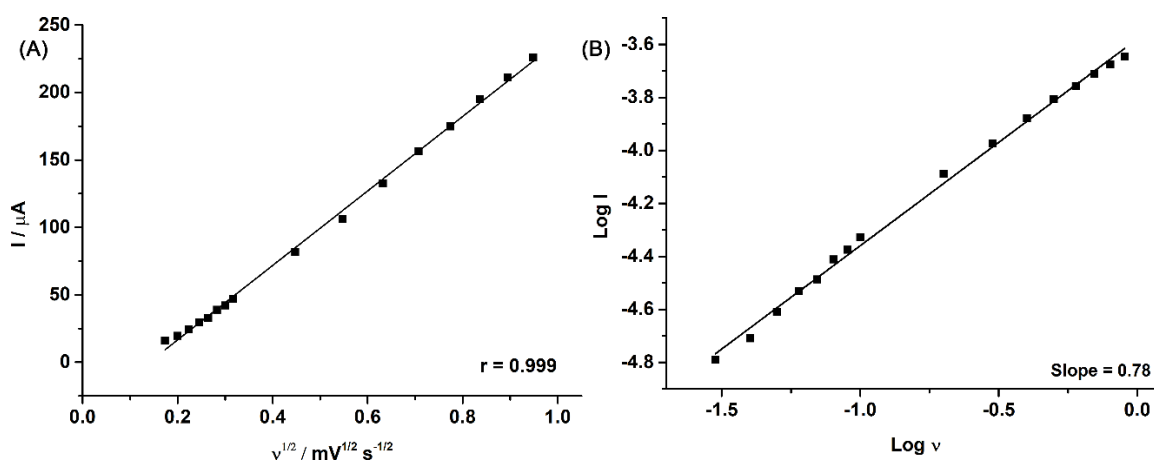 (A)
I / μA
250
200
150
100
50
0
0.0 0.2 0.4 0.6 0.8 1.0
ν1/2 / mV1/2 s-1/2
r = 0.999
(B)
Log I
-3.6
-3.8
-4.0
-4.2
-4.4
-4.6
-4.8
-1.5 -1.0 -0.5 0.0
Log ν
Slope = 0.78